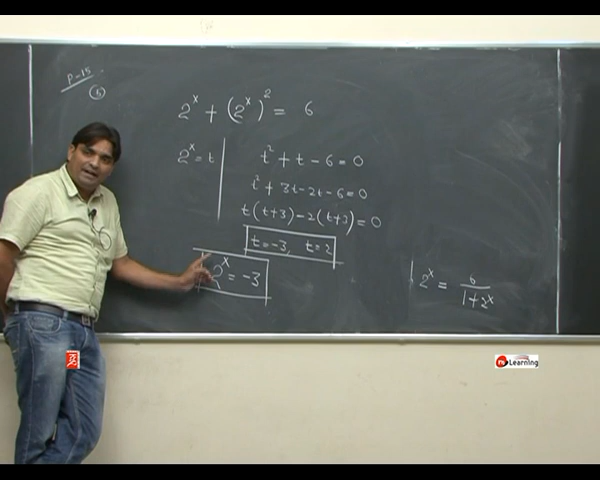 P-15
(b)
2^x + (2^x)^2 = 6
2^x = t
t^2 + t - 6 = 0
t^2 + 3t - 2t - 6 = 0
t(t+3) - 2(t+3) = 0
t = -3, t = 2
2^x = -3
2^x = 6/(1+2^x)
Learning